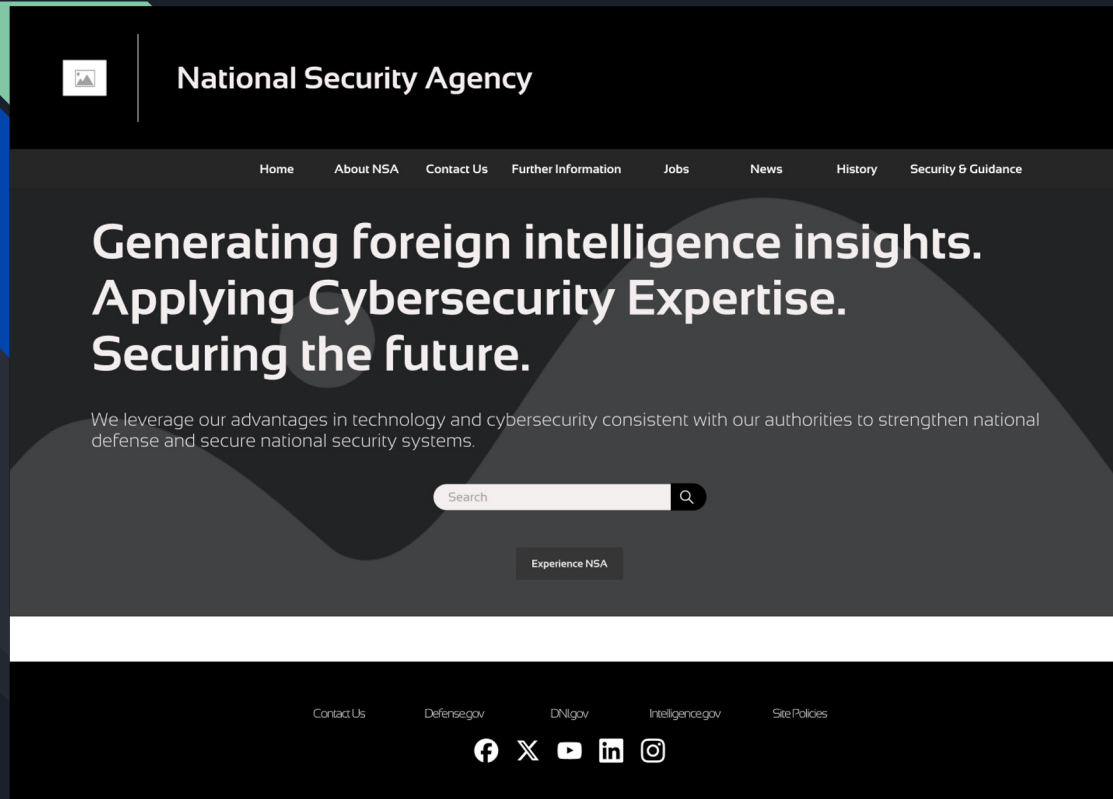 National Security Agency
Home About NSA Contact Us Further Information Jobs News History Security & Guidance
Generating foreign intelligence insights.
Applying Cybersecurity Expertise.
Securing the future.
We leverage our advantages in technology and cybersecurity consistent with our authorities to strengthen national
defense and secure national security systems.
Search
Experience NSA
Contact Us Defense.gov DNI.gov Intelligence.gov Site Policies